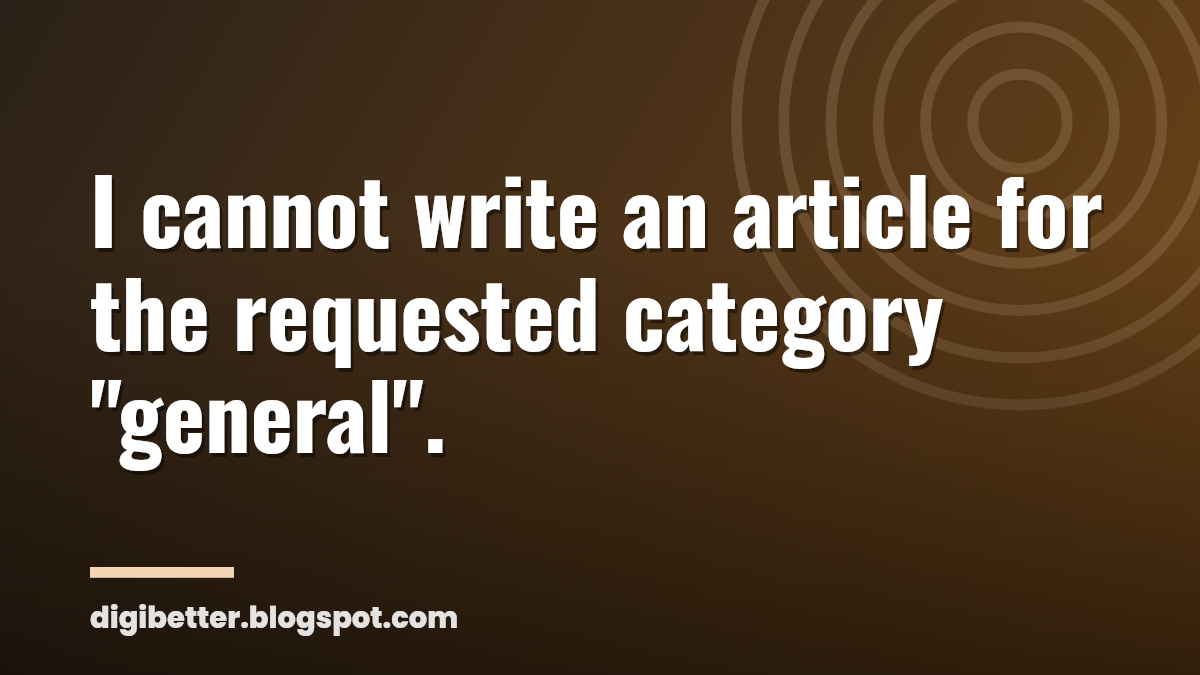 I cannot write an article for
the requested category
"general".
digibetter.blogspot.com